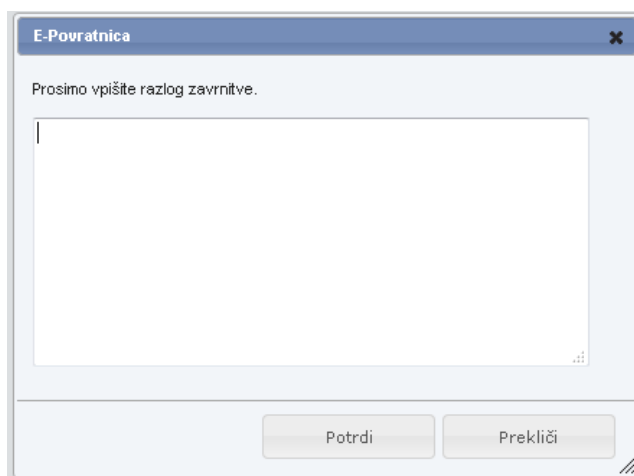 E-Povratnica
Prosimo vpišite razlog zavrnitve.
Potrdi
Prekliči